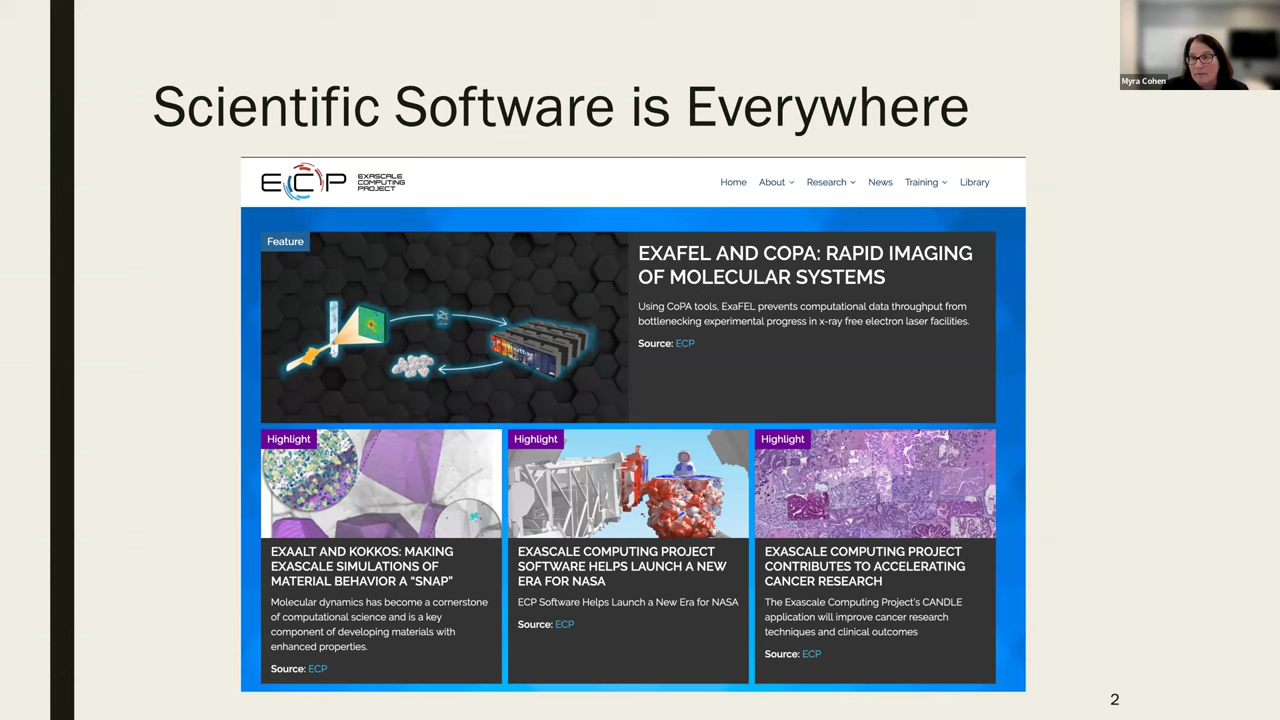 Myra Cohen
Scientific Software is Everywhere
ECP
EXASCALE
COMPUTING
PROJECT
Home About Research News Training Library
Feature
EXAFEL AND COPA: RAPID IMAGING
OF MOLECULAR SYSTEMS
Using CoPA tools, ExaFEL prevents computational data throughput from
bottlenecking experimental progress in x-ray free electron laser facilities.
Source: ECP
Highlight
EXAALT AND KOKKOS: MAKING
EXASCALE SIMULATIONS OF
MATERIAL BEHAVIOR A “SNAP”
Molecular dynamics has become a cornerstone
of computational science and is a key
component of developing materials with
enhanced properties.
Source: ECP
Highlight
EXASCALE COMPUTING PROJECT
SOFTWARE HELPS LAUNCH A NEW
ERA FOR NASA
ECP Software Helps Launch a New Era for NASA
Source: ECP
Highlight
EXASCALE COMPUTING PROJECT
CONTRIBUTES TO ACCELERATING
CANCER RESEARCH
The Exascale Computing Project's CANDLE
application will improve cancer research
techniques and clinical outcomes
Source: ECP
2